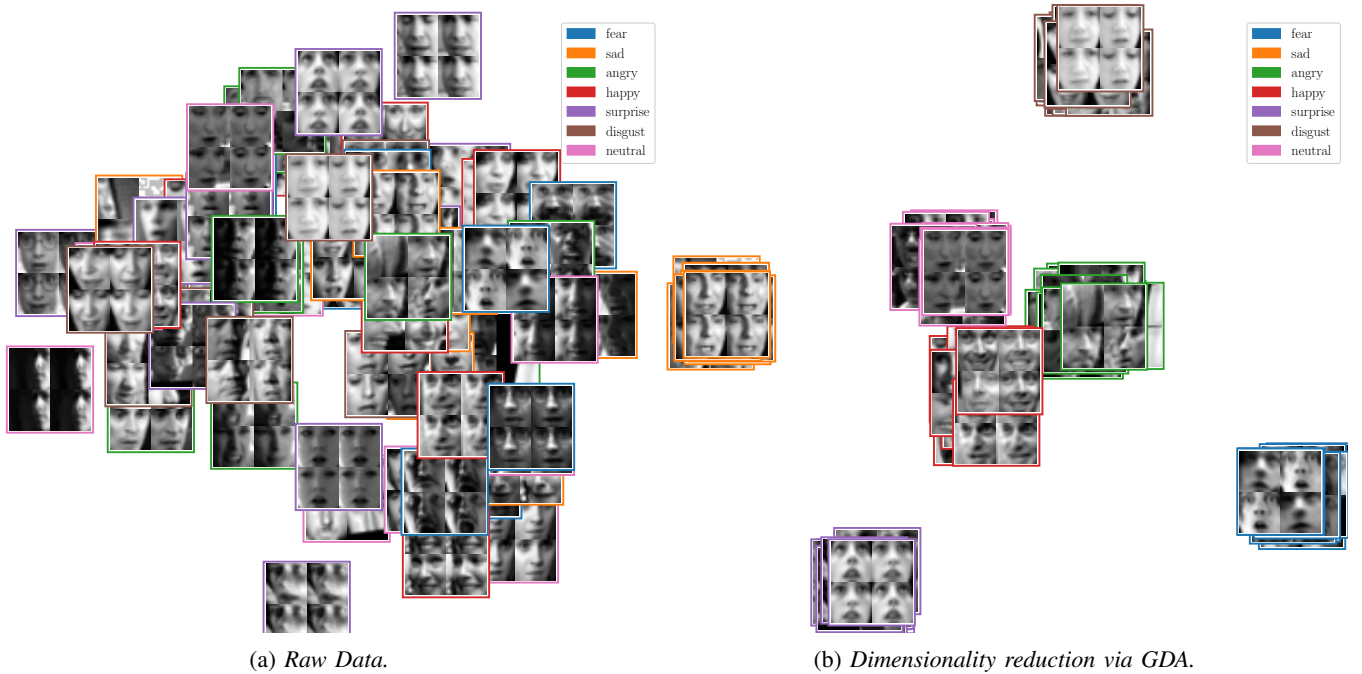 fear
sad
angry
happy
surprise
disgust
neutral
fear
sad
angry
happy
surprise
disgust
neutral
(a) Raw Data.
(b) Dimensionality reduction via GDA.